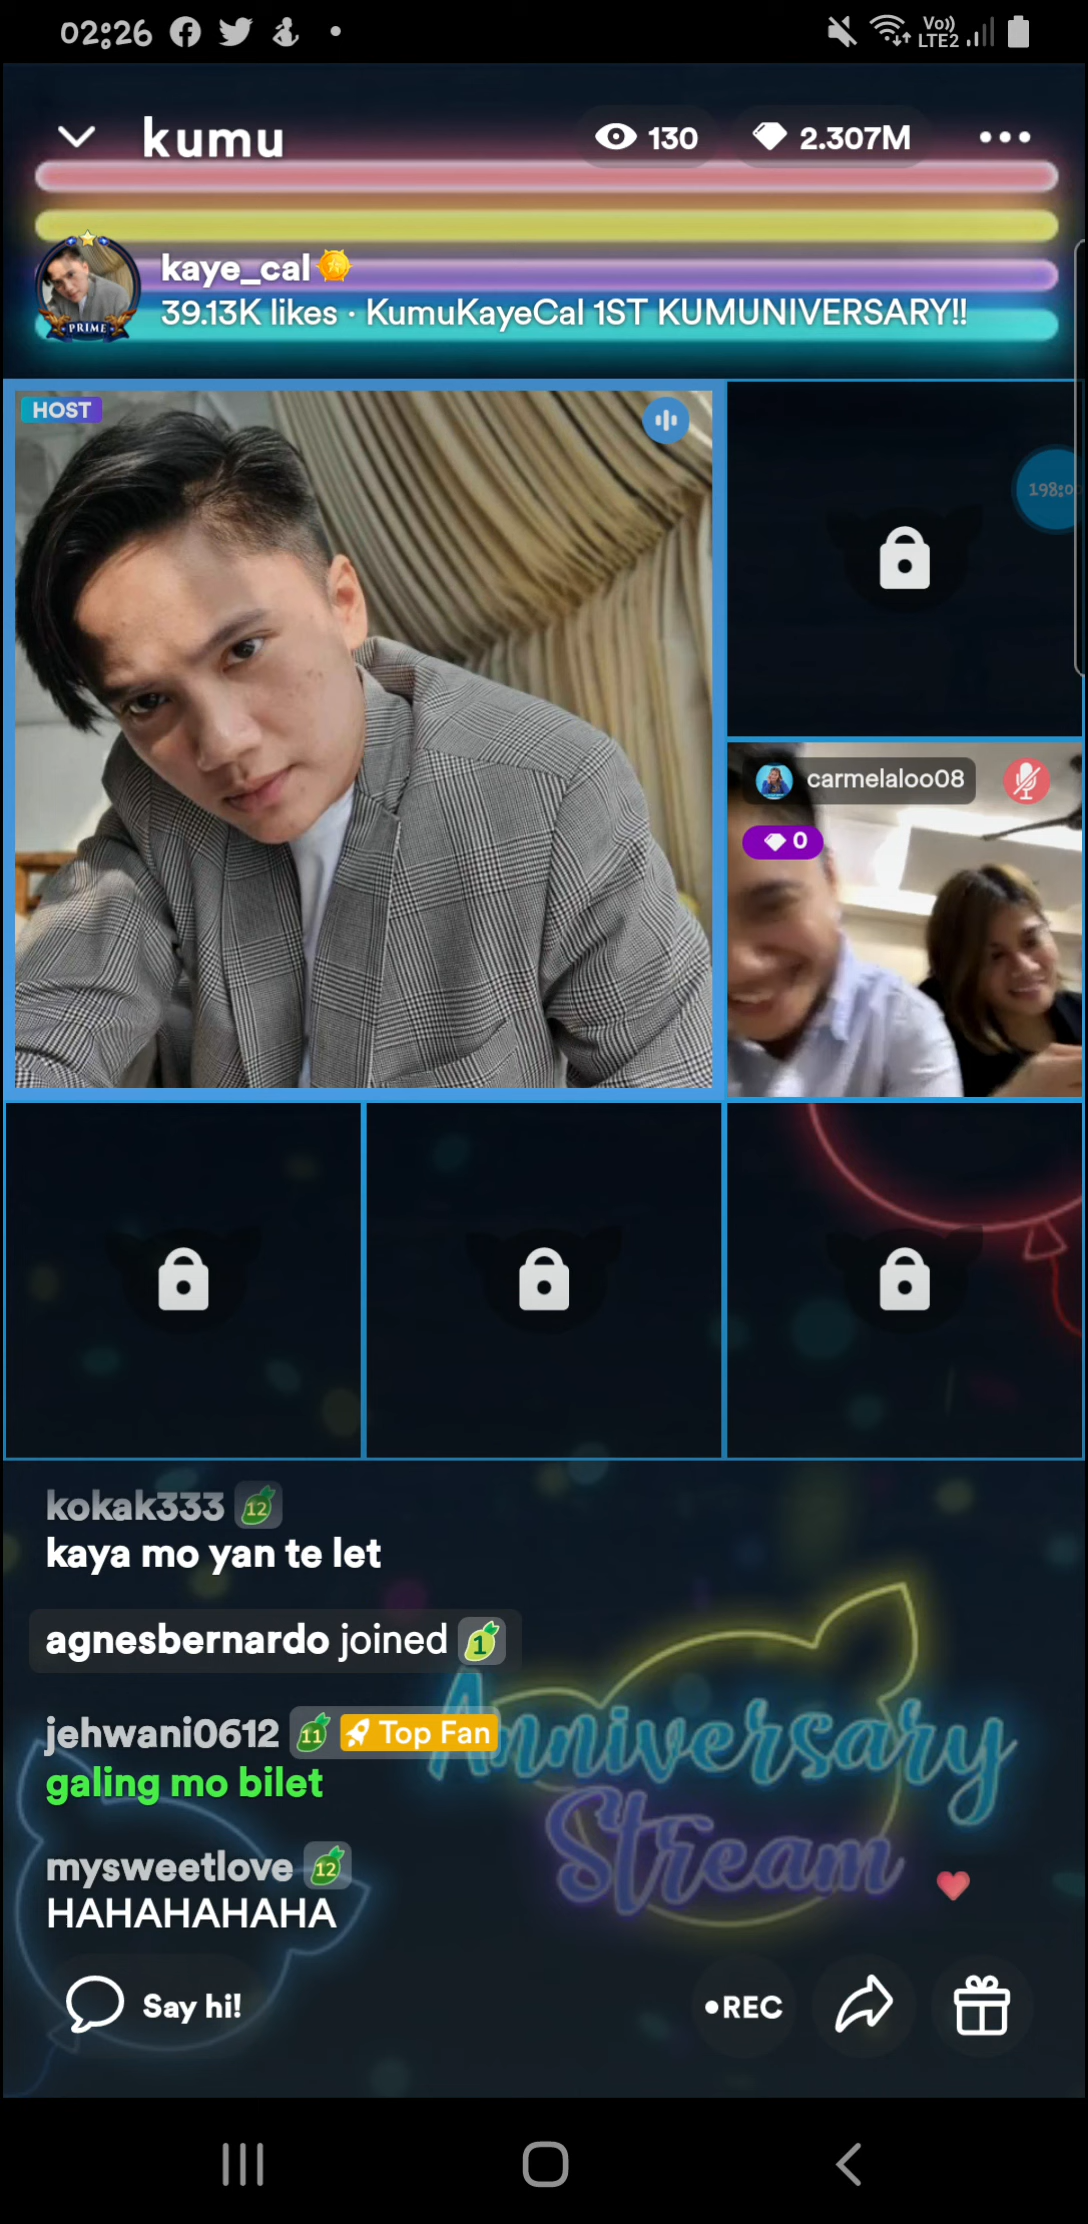 02:26
Vo))
LTE2
kumu
130
2.307M
kaye_cal
39.13K likes · KumuKayeCal 1ST KUMUNIVERSARY!!
PRIME
HOST
198:0
carmelaloo08
0
kokak333 12
kaya mo yan te let
agnesbernardo joined 1
jehwani0612 11 Top Fan
galing mo bilet
Anniversary
Stream
mysweetlove 12
HAHAHAHAHA
Say hi!
•REC